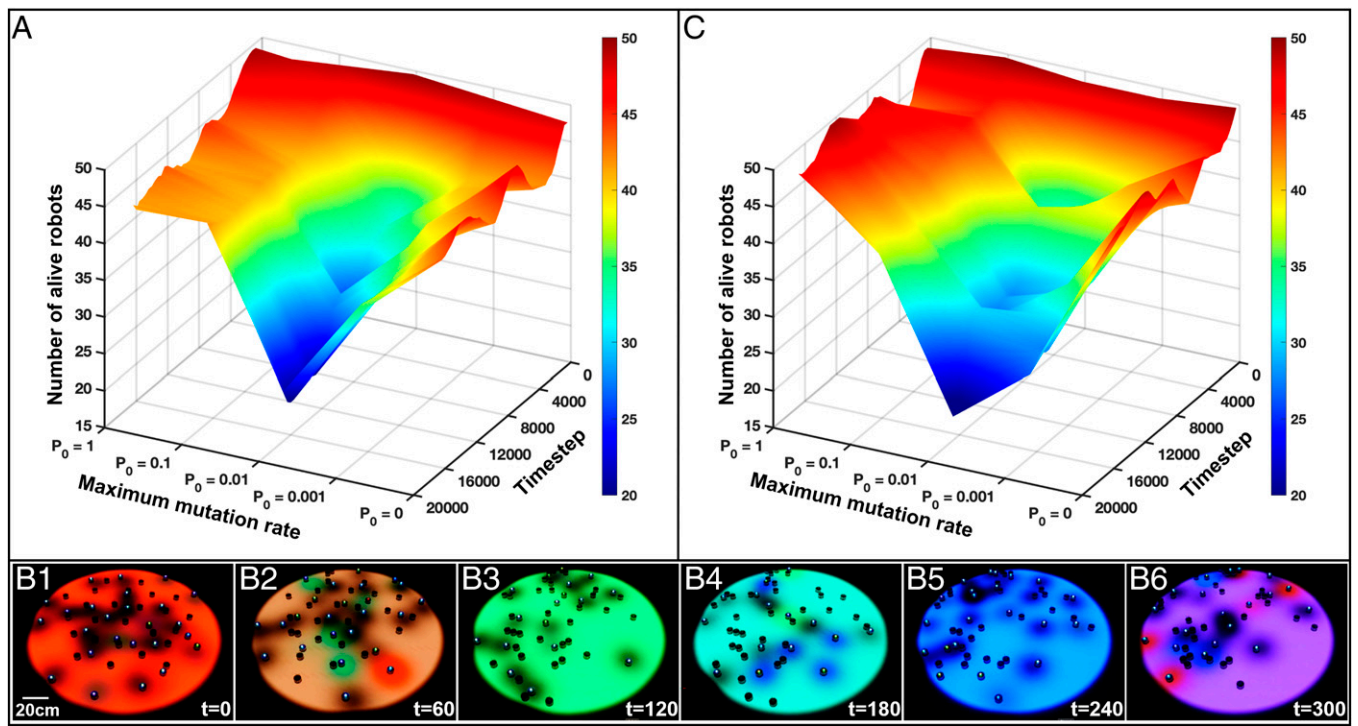 A
50
45
40
35
30
25
20
15
Number of alive robots
P0 = 1
P0 = 0.1
P0 = 0.01
P0 = 0.001
P0 = 0
Maximum mutation rate
0
4000
8000
12000
16000
20000
Timestep
50
45
40
35
30
25
20
C
50
45
40
35
30
25
20
15
Number of alive robots
P0 = 1
P0 = 0.1
P0 = 0.01
P0 = 0.001
P0 = 0
Maximum mutation rate
0
4000
8000
12000
16000
20000
Timestep
50
45
40
35
30
25
20
B1
20cm
t=0
B2
t=60
B3
t=120
B4
t=180
B5
t=240
B6
t=300